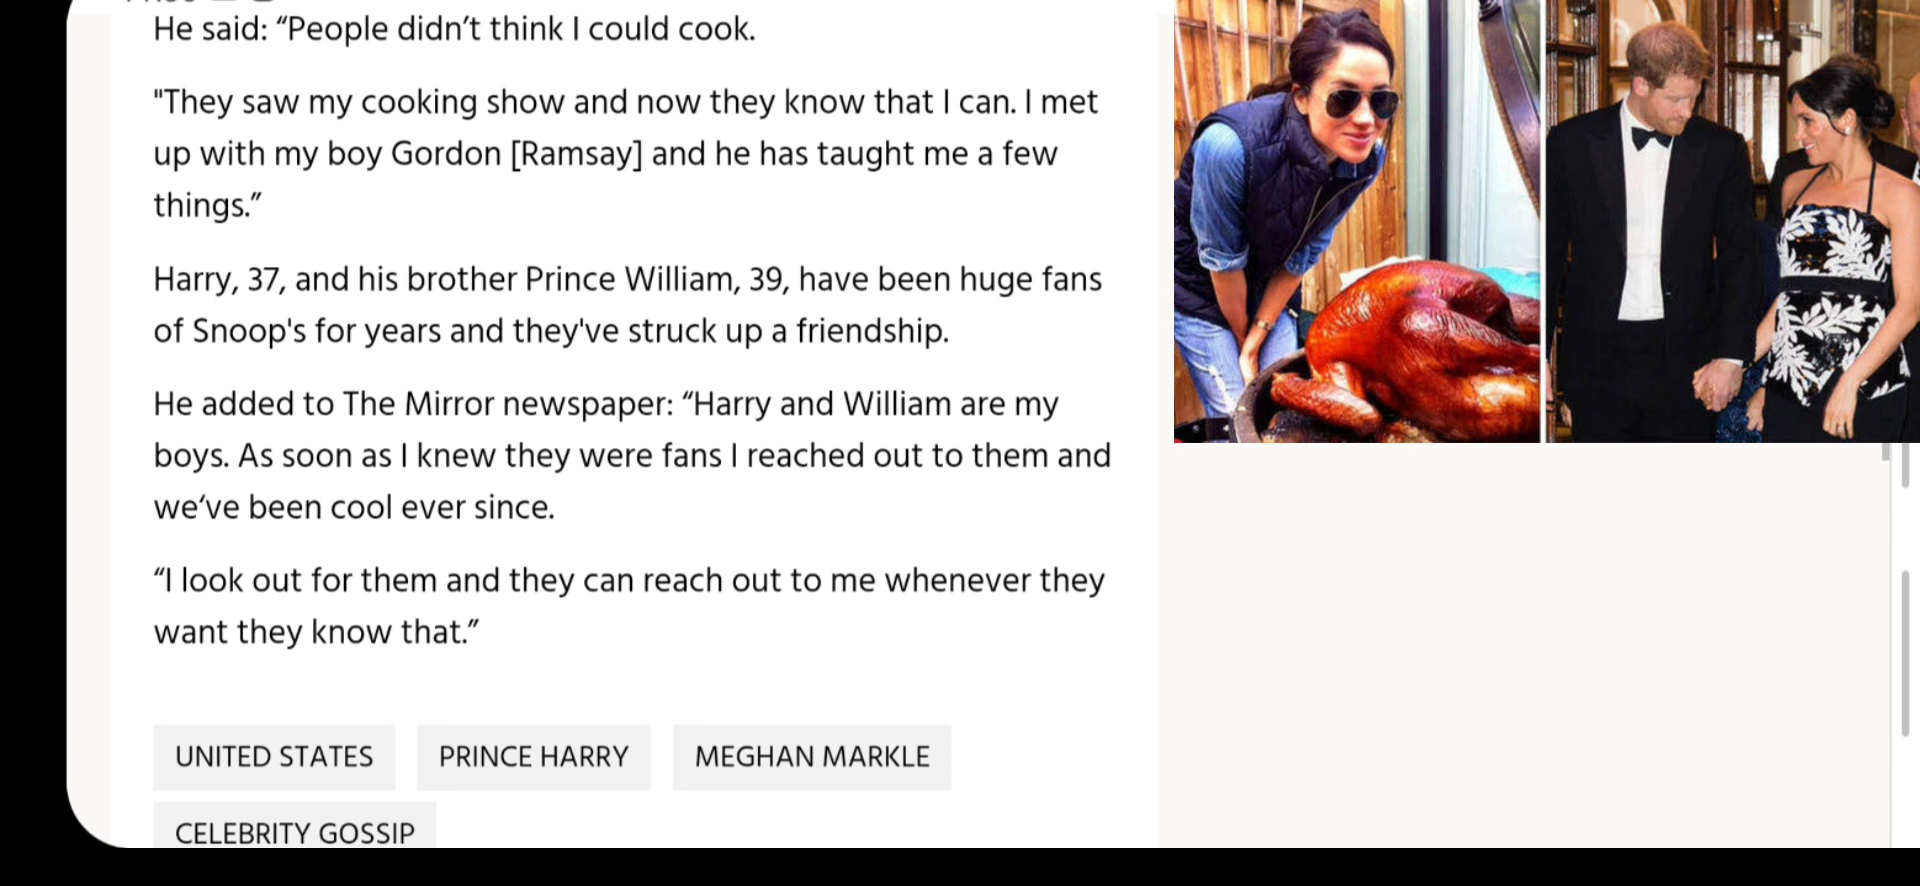 He said: “People didn’t think I could cook.
"They saw my cooking show and now they know that I can. I met
up with my boy Gordon [Ramsay] and he has taught me a few
things.”
Harry, 37, and his brother Prince William, 39, have been huge fans
of Snoop's for years and they've struck up a friendship.
He added to The Mirror newspaper: “Harry and William are my
boys. As soon as I knew they were fans I reached out to them and
we’ve been cool ever since.
“I look out for them and they can reach out to me whenever they
want they know that.”
UNITED STATES
PRINCE HARRY
MEGHAN MARKLE
CELEBRITY GOSSIP